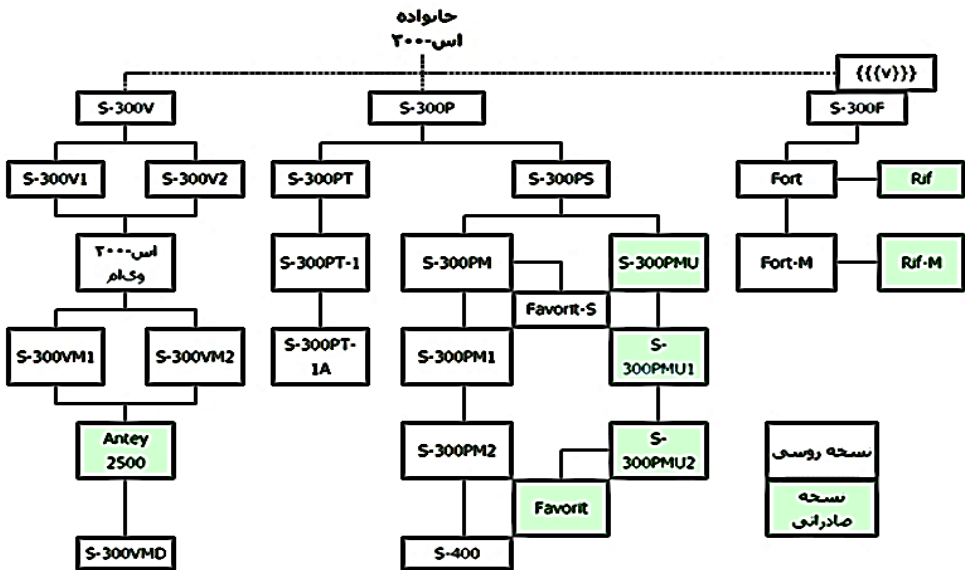 خانواده
اس-۳۰۰
{{{v}}}
S-300V
S-300P
S-300F
S-300V1
S-300V2
S-300PT
S-300PS
Fort
Rif
اس-۳۰۰
وی‌ام
S-300PT-1
S-300PM
S-300PMU
Fort-M
Rif-M
Favorit-S
S-300VM1
S-300VM2
S-300PT-
1A
S-300PM1
S-
300PMU1
Antey
2500
S-300PM2
S-
300PMU2
نسخه روسی
Favorit
نسخه
صادراتی
S-300VMD
S-400